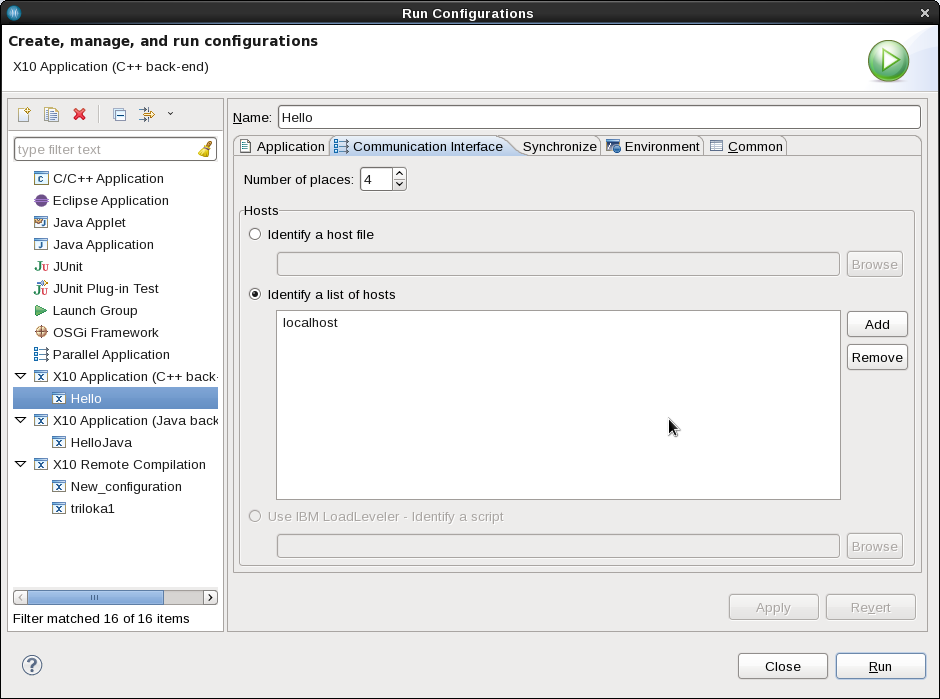 Run Configurations
Create, manage, and run configurations
X10 Application (C++ back-end)
type filter text
C/C++ Application
Eclipse Application
Java Applet
Java Application
JUnit
JUnit Plug-in Test
Launch Group
OSGi Framework
Parallel Application
X10 Application (C++ back-
Hello
X10 Application (Java back
HelloJava
X10 Remote Compilation
New_configuration
triloka1
Filter matched 16 of 16 items
Name: Hello
Application Communication Interface Synchronize Environment Common
Number of places: 4
Hosts
Identify a host file
Browse
Identify a list of hosts
localhost
Add
Remove
Use IBM LoadLeveler - Identify a script
Browse
Apply Revert
Close Run